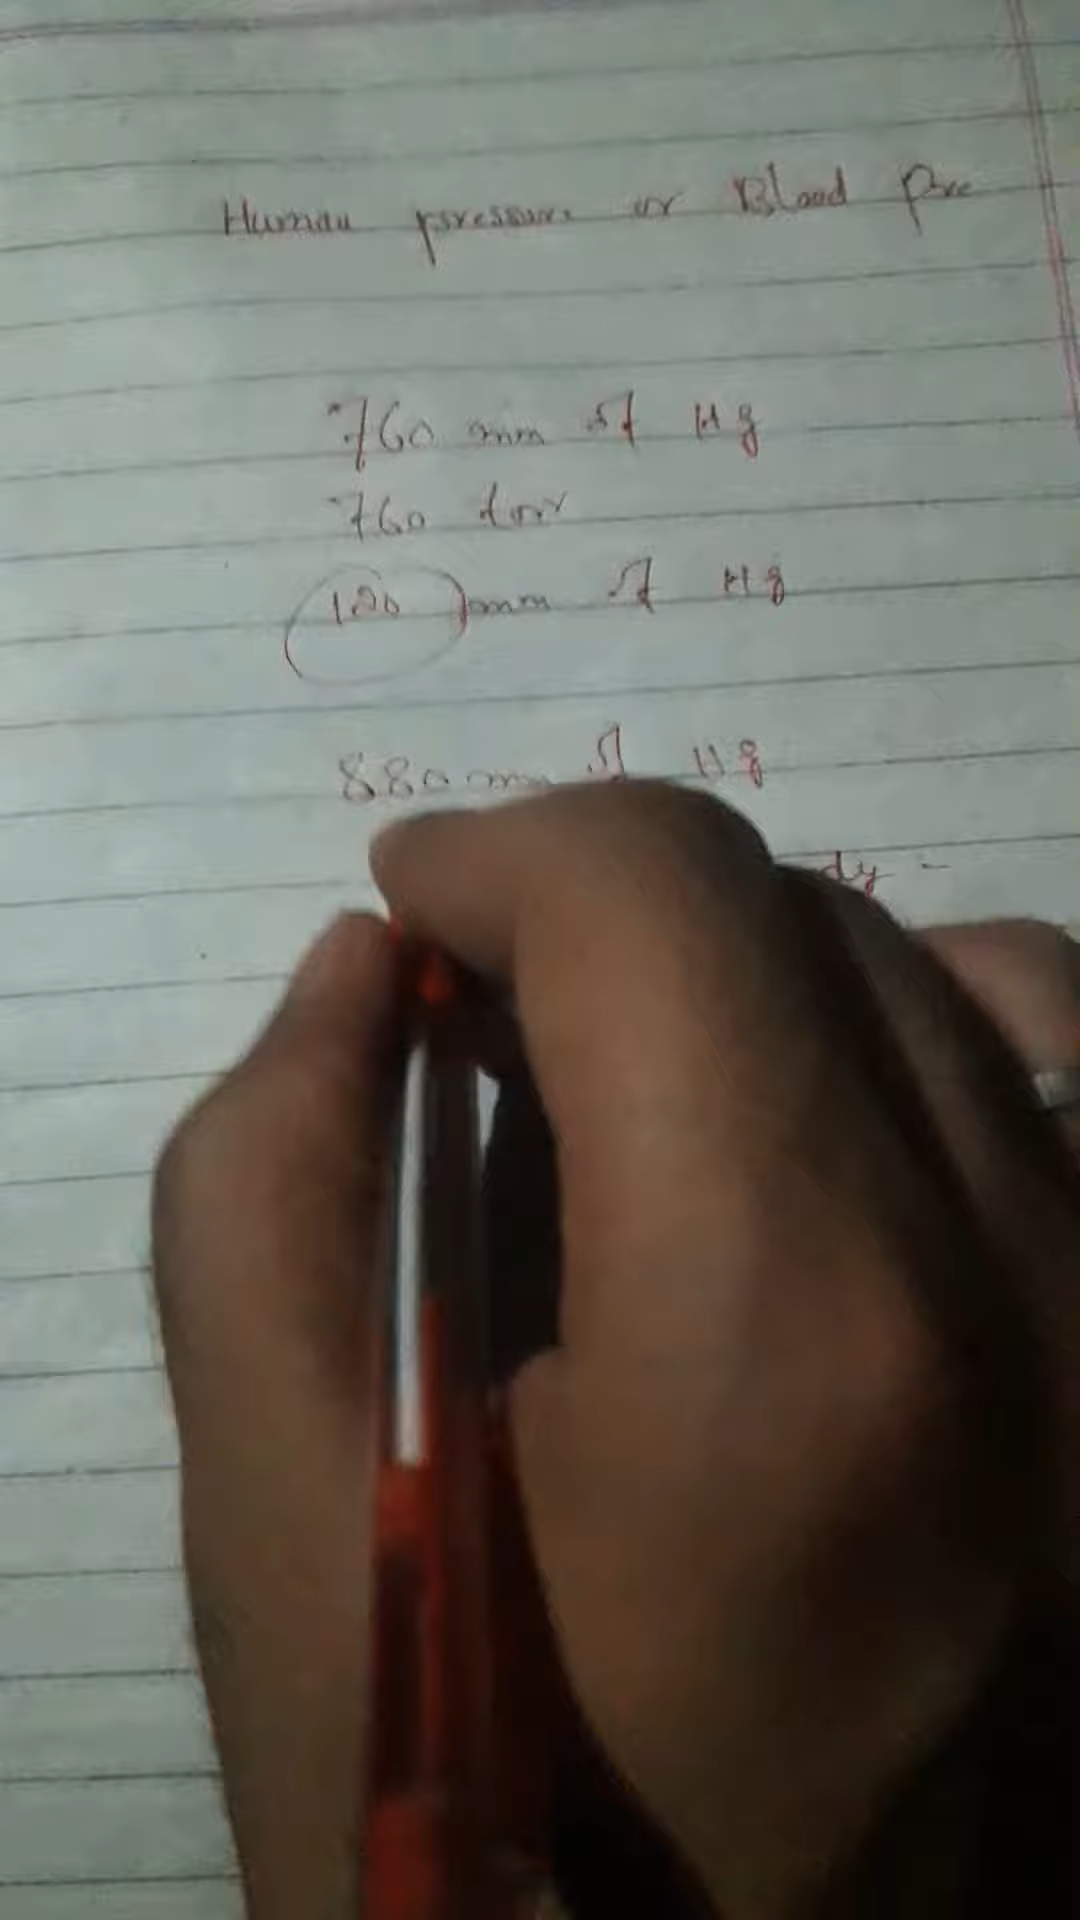 Human pressure or Blood Pre
760 mm of Hg
760 torr
120 mm of Hg
880 mm of Hg
dy -